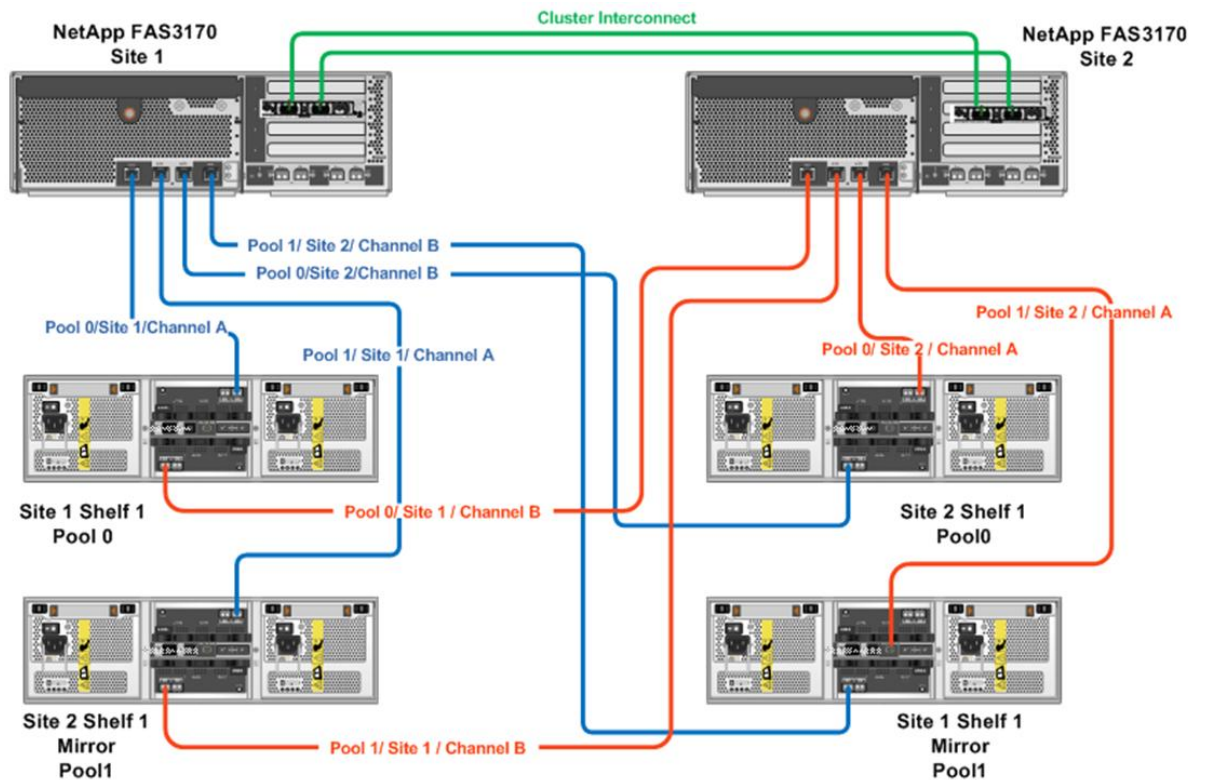 Cluster Interconnect
NetApp FAS3170
Site 1
NetApp FAS3170
Site 2
Pool 1/ Site 2/ Channel B
Pool 0/Site 2/Channel B
Pool 1/ Site 2 / Channel A
Pool 0/Site 1/Channel A
Pool 1/ Site 1/ Channel A
Pool 0/ Site 2 / Channel A
Site 1 Shelf 1
Pool 0
Pool 0/ Site 1 / Channel B
Site 2 Shelf 1
Pool0
Site 2 Shelf 1
Mirror
Pool1
Pool 1/ Site 1 / Channel B
Site 1 Shelf 1
Mirror
Pool1